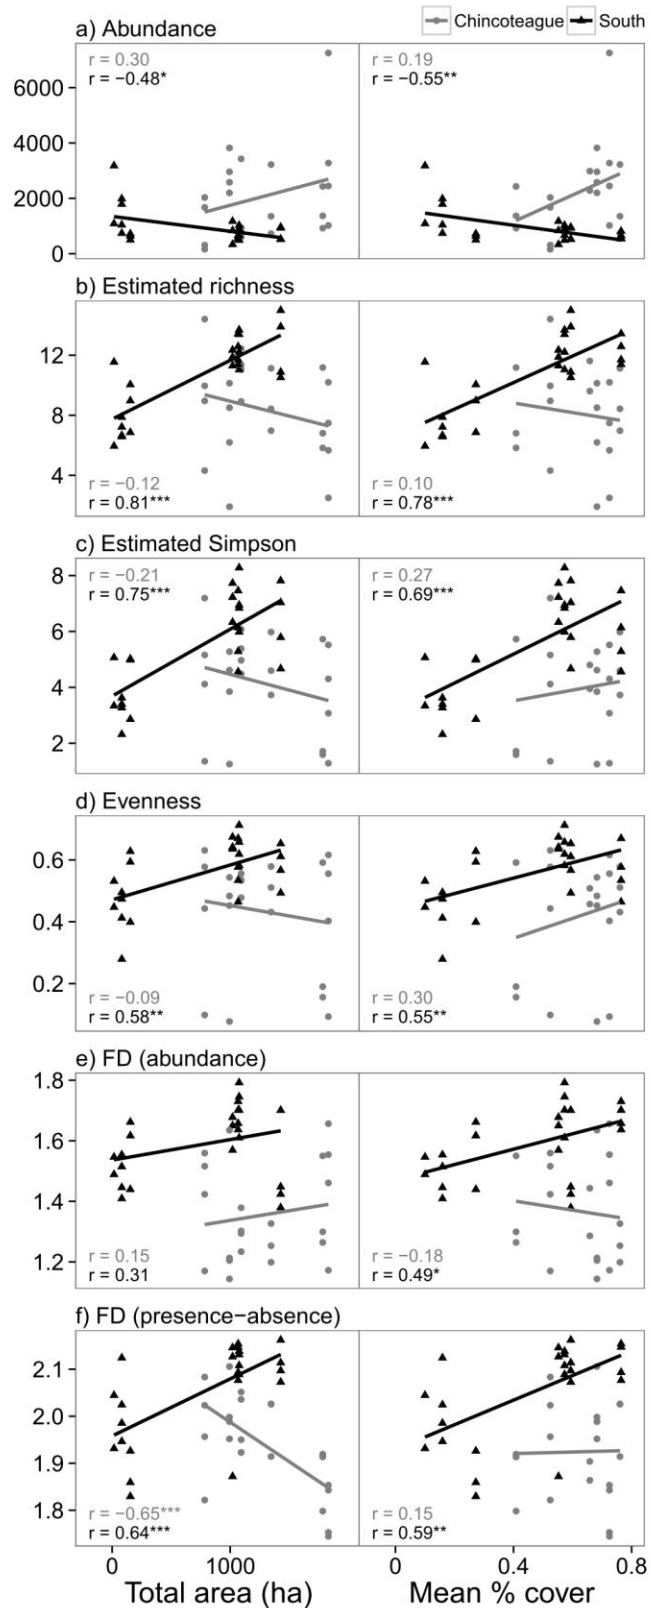 Chincoteague South
a) Abundance
r = 0.30
r = −0.48*
r = 0.19
r = −0.55**
6000
4000
2000
0
b) Estimated richness
12
8
4
r = −0.12
r = 0.81***
r = 0.10
r = 0.78***
c) Estimated Simpson
r = −0.21
r = 0.75***
r = 0.27
r = 0.69***
8
6
4
2
d) Evenness
0.6
0.4
0.2
r = −0.09
r = 0.58**
r = 0.30
r = 0.55**
e) FD (abundance)
1.8
1.6
1.4
1.2
r = 0.15
r = 0.31
r = −0.18
r = 0.49*
f) FD (presence−absence)
2.1
2.0
1.9
1.8
r = −0.65***
r = 0.64***
r = 0.15
r = 0.59**
0 1000 0 0.4 0.8
Total area (ha) Mean % cover